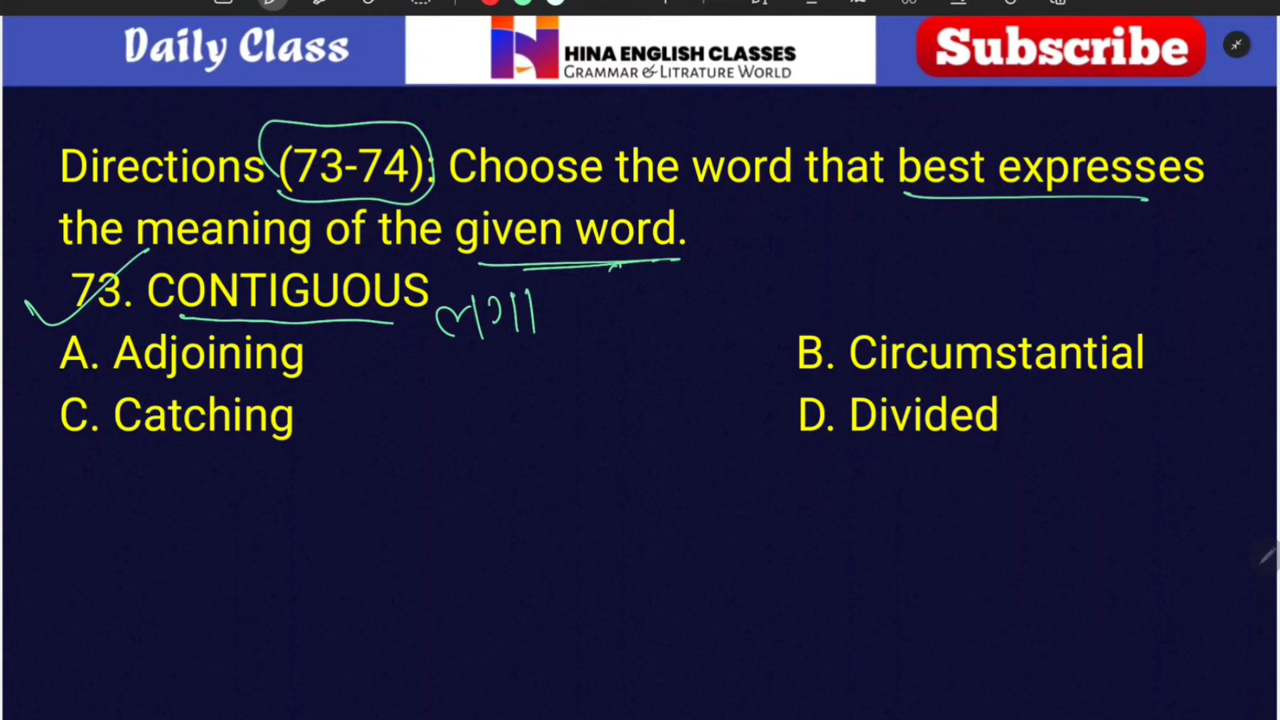 Daily Class
HINA ENGLISH CLASSES
GRAMMAR & LITRATURE WORLD
Subscribe
Directions (73-74): Choose the word that best expresses
the meaning of the given word.
73. CONTIGUOUS
A. Adjoining
B. Circumstantial
C. Catching
D. Divided